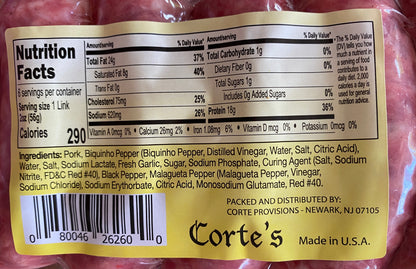 Nutrition
Facts
6 servings per container
Serving size 1 Link
2oz (56g)
Calories 290
Amount/serving % Daily Value*
Total Fat 24g 37%
Saturated Fat 8g 40%
Trans Fat 0g
Cholesterol 75mg 25%
Sodium 620mg 26%
Amount/serving % Daily Value*
Total Carbohydrate 1g 0%
Dietary Fiber 0g 0%
Total Sugars 1g
Includes 0g Added Sugars 0%
Protein 18g 36%
Vitamin A 0mcg 0% • Calcium 26mg 2% • Iron 1.08mg 6% • Vitamin D mcg 0% • Potassium 0mcg 0%
*The % Daily Value
(DV) tells you how
much a nutrient in
a serving of food
contributes to a
daily diet. 2,000
calories a day is
used for general
nutrition advice.
Ingredients: Pork, Biquinho Pepper (Biquinho Pepper, Distilled Vinegar, Water, Salt, Citric Acid),
Water, Salt, Sodium Lactate, Fresh Garlic, Sugar, Sodium Phosphate, Curing Agent (Salt, Sodium
Nitrite, FD&C Red #40), Black Pepper, Malagueta Pepper (Malagueta Pepper, Vinegar,
Sodium Chloride), Sodium Erythorbate, Citric Acid, Monosodium Glutamate, Red #40.
0 80046 26260 0
PACKED AND DISTRIBUTED BY:
CORTE PROVISIONS - NEWARK, NJ 07105
Corte's
Made in U.S.A.